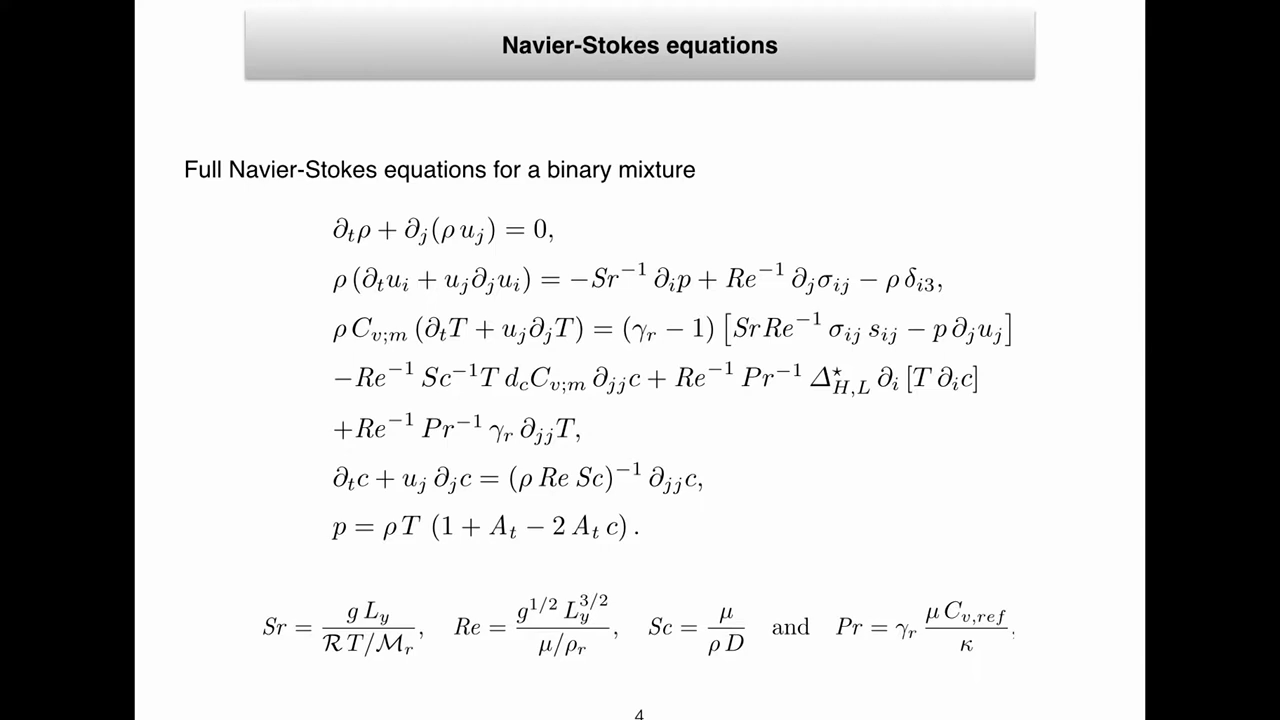 Navier-Stokes equations
Full Navier-Stokes equations for a binary mixture
∂_t ρ + ∂_j(ρ u_j) = 0,
ρ (∂_t u_i + u_j ∂_j u_i) = −Sr^{−1} ∂_i p + Re^{−1} ∂_j σ_{ij} − ρ δ_{i3},
ρ C_{v;m} (∂_t T + u_j ∂_j T) = (γ_r − 1) [Sr Re^{−1} σ_{ij} s_{ij} − p ∂_j u_j]
−Re^{−1} Sc^{−1} T d_c C_{v;m} ∂_{jj} c + Re^{−1} Pr^{−1} Δ^⋆_{H,L} ∂_i [T ∂_i c]
+Re^{−1} Pr^{−1} γ_r ∂_{jj} T,
∂_t c + u_j ∂_j c = (ρ Re Sc)^{−1} ∂_{jj} c,
p = ρ T (1 + A_t − 2 A_t c) .
Sr = \frac{g L_y}{ℛ T/ℳ_r}, Re = \frac{g^{1/2} L_y^{3/2}}{μ/ρ_r}, Sc = \frac{μ}{ρ D} and Pr = γ_r \frac{μ C_{v,ref}}{κ},
4